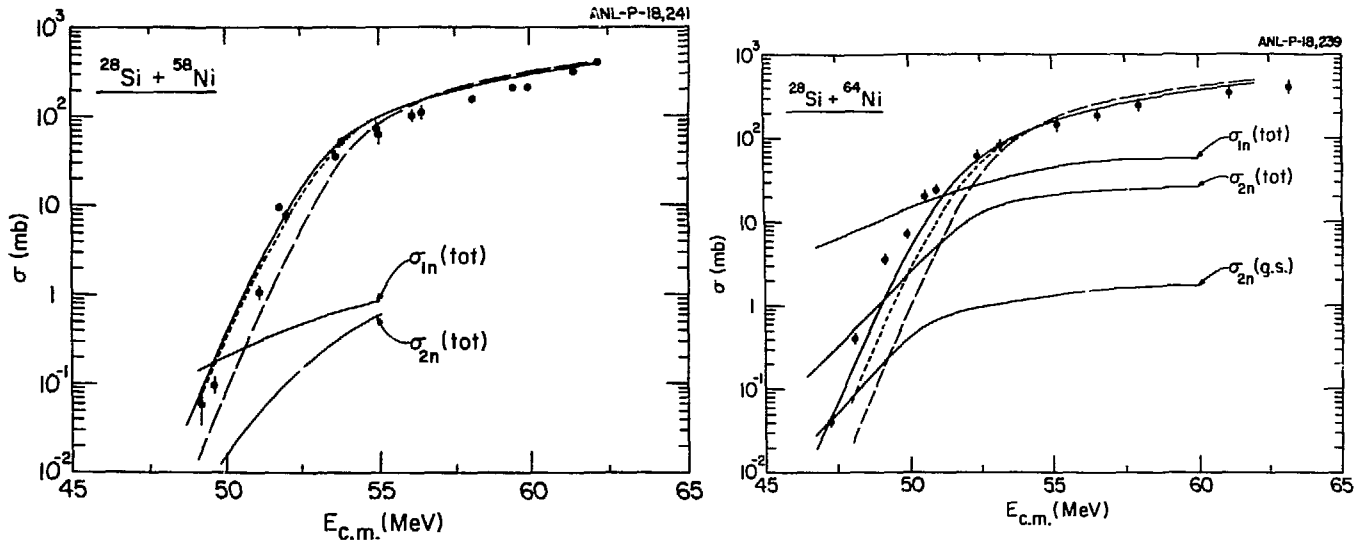 ANL-P-18,241
10³
²⁸Si + ⁵⁸Ni
10²
10
1
10⁻¹
10⁻²
σ (mb)
σ1n(tot)
σ2n(tot)
45 50 55 60 65
E c.m. (MeV)
ANL-P-18,239
10³
²⁸Si + ⁶⁴Ni
10²
10
1
10⁻¹
10⁻²
σ (mb)
σ1n(tot)
σ2n(tot)
σ2n(g.s.)
45 50 55 60 65
E c.m. (MeV)